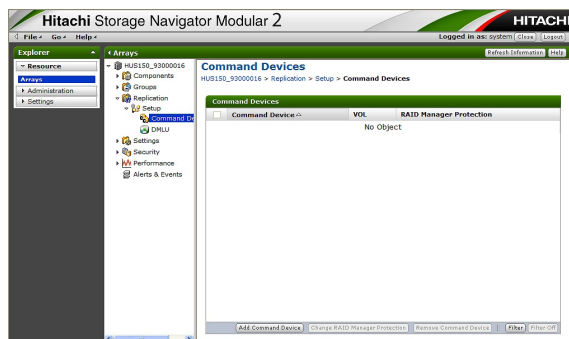 Hitachi Storage Navigator Modular 2
HITACHI
File Go Help
Logged in as: system Close Logout
Explorer
Arrays
Refresh Information Help
Resource
Arrays
Administration
Settings
HUS150_93000016
Components
Groups
Replication
Setup
Command De
DMLU
Settings
Security
Performance
Alerts & Events
Command Devices
HUS150_93000016 > Replication > Setup > Command Devices
Command Devices
Command Device VOL RAID Manager Protection
No Object
Add Command Device Change RAID Manager Protection Remove Command Device Filter Filter Off